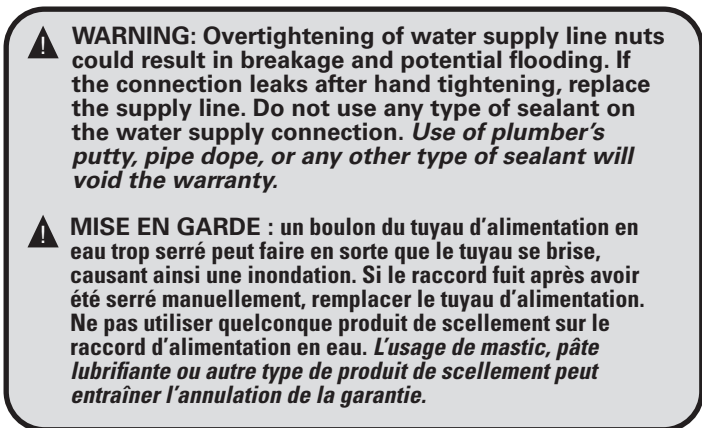 WARNING: Overtightening of water supply line nuts
could result in breakage and potential flooding. If
the connection leaks after hand tightening, replace
the supply line. Do not use any type of sealant on
the water supply connection. Use of plumber's
putty, pipe dope, or any other type of sealant will
void the warranty.
MISE EN GARDE : un boulon du tuyau d'alimentation en
eau trop serré peut faire en sorte que le tuyau se brise,
causant ainsi une inondation. Si le raccord fuit après avoir
été serré manuellement, remplacer le tuyau d'alimentation.
Ne pas utiliser quelconque produit de scellement sur le
raccord d'alimentation en eau. L'usage de mastic, pâte
lubrifiante ou autre type de produit de scellement peut
entraîner l'annulation de la garantie.